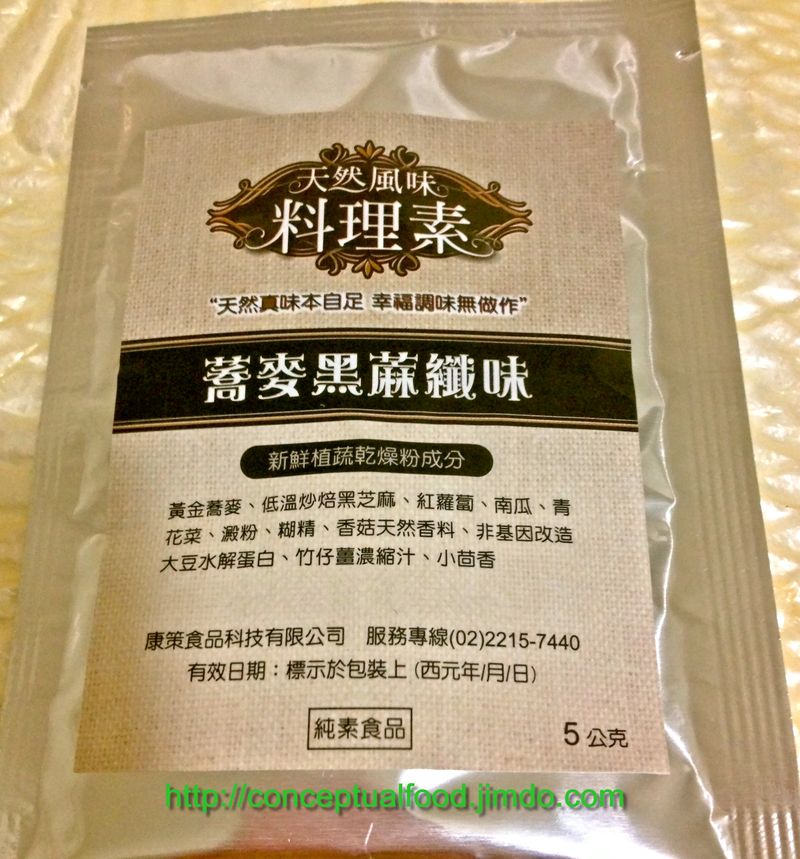 天然風味
料理素
“天然真味本自足 幸福調味無做作”
蕎麥黑蔴纖味
新鮮植蔬乾燥粉成分
黃金蕎麥、低溫炒焙黑芝麻、紅蘿蔔、南瓜、青
花菜、澱粉、糊精、香菇天然香料、非基因改造
大豆水解蛋白、竹仔薑濃縮汁、小茴香
康策食品科技有限公司 服務專線(02)2215-7440
有效日期：標示於包裝上 (西元年/月/日)
純素食品
5 公克
http://conceptualfood.jimdo.com